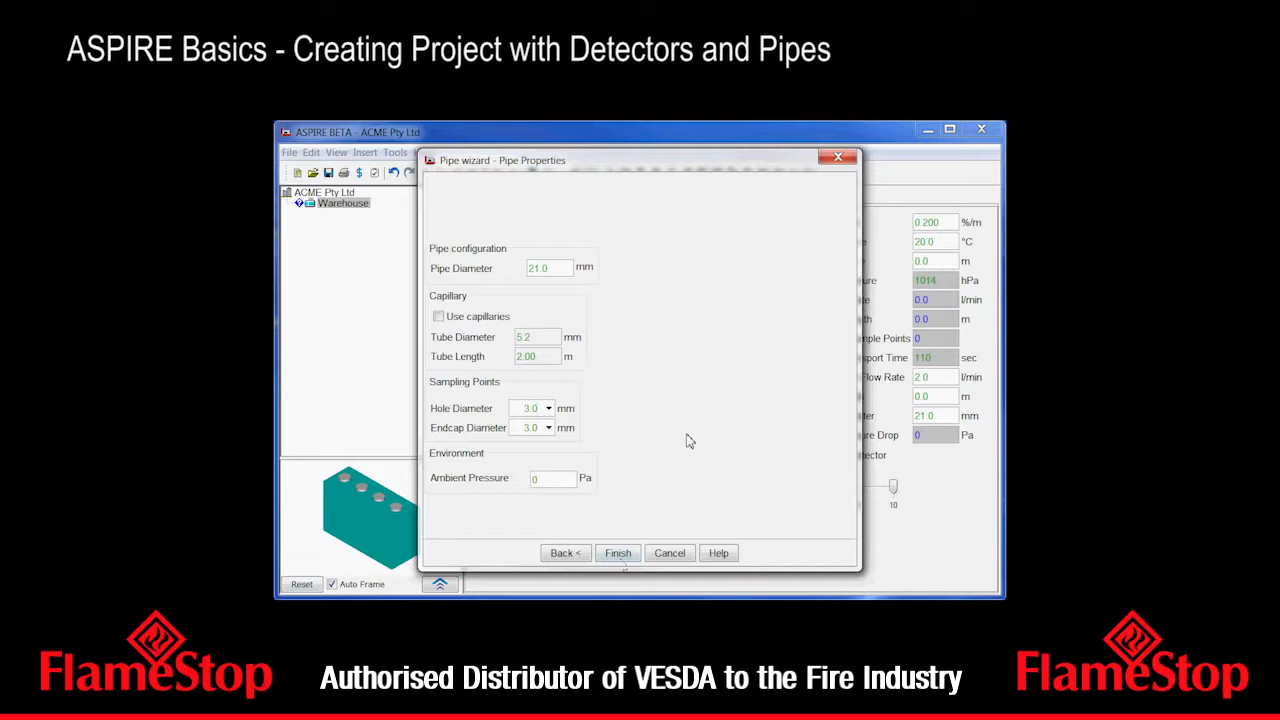 ASPIRE Basics - Creating Project with Detectors and Pipes
ASPIRE BETA - ACME Pty Ltd
File Edit View Insert Tools
Pipe wizard - Pipe Properties
ACME Pty Ltd
Warehouse
Pipe configuration
Pipe Diameter 21.0 mm
Capillary
Use capillaries
Tube Diameter 5.2 mm
Tube Length 2.00 m
Sampling Points
Hole Diameter 3.0 mm
Endcap Diameter 3.0 mm
Environment
Ambient Pressure 0 Pa
Back < Finish Cancel Help
0.200 %/m
20.0 °C
0.0 m
1014 hPa
0.0 l/min
0.0 m
0
110 sec
Flow Rate 2.0 l/min
0.0 m
21.0 mm
0 Pa
10
Reset Auto Frame
FlameStop
Authorised Distributor of VESDA to the Fire Industry
FlameStop